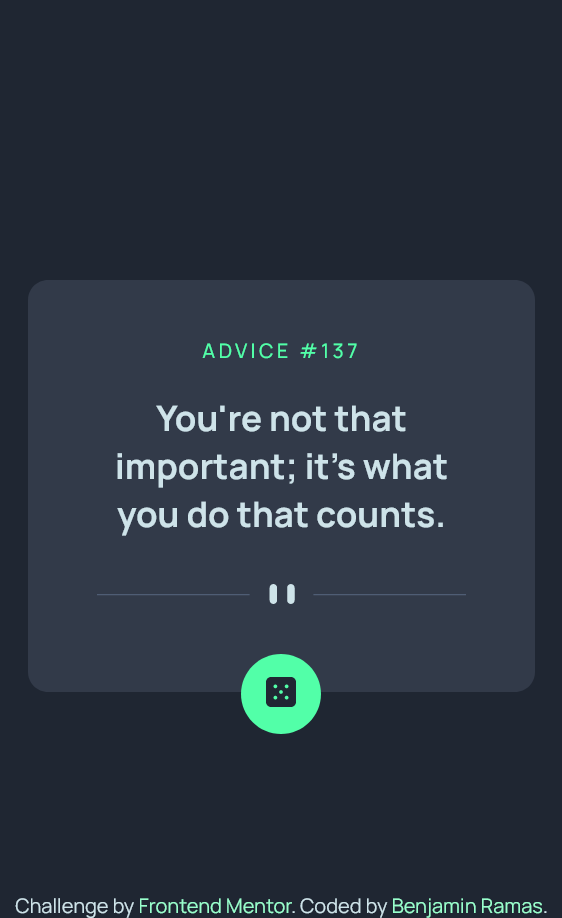 ADVICE #137
You're not that
important; it’s what
you do that counts.
Challenge by Frontend Mentor. Coded by Benjamin Ramas.